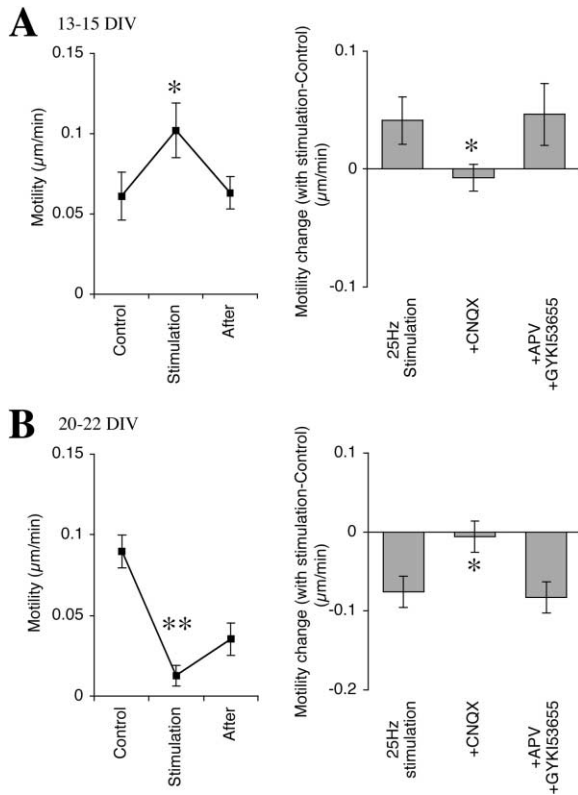 A 13-15 DIV
0.15
0.1
0.05
0
Motility (µm/min)
*
Control
Stimulation
After
0.1
0
-0.1
Motility change (with stimulation-Control)
(µm/min)
*
25Hz
Stimulation
+CNQX
+APV
+GYKI53655
B 20-22 DIV
0.15
0.1
0.05
0
Motility (µm/min)
**
Control
Stimulation
After
0.1
0
-0.1
-0.2
Motility change (with stimulation-Control)
(µm/min)
*
25Hz
stimulation
+CNQX
+APV
+GYKI53655